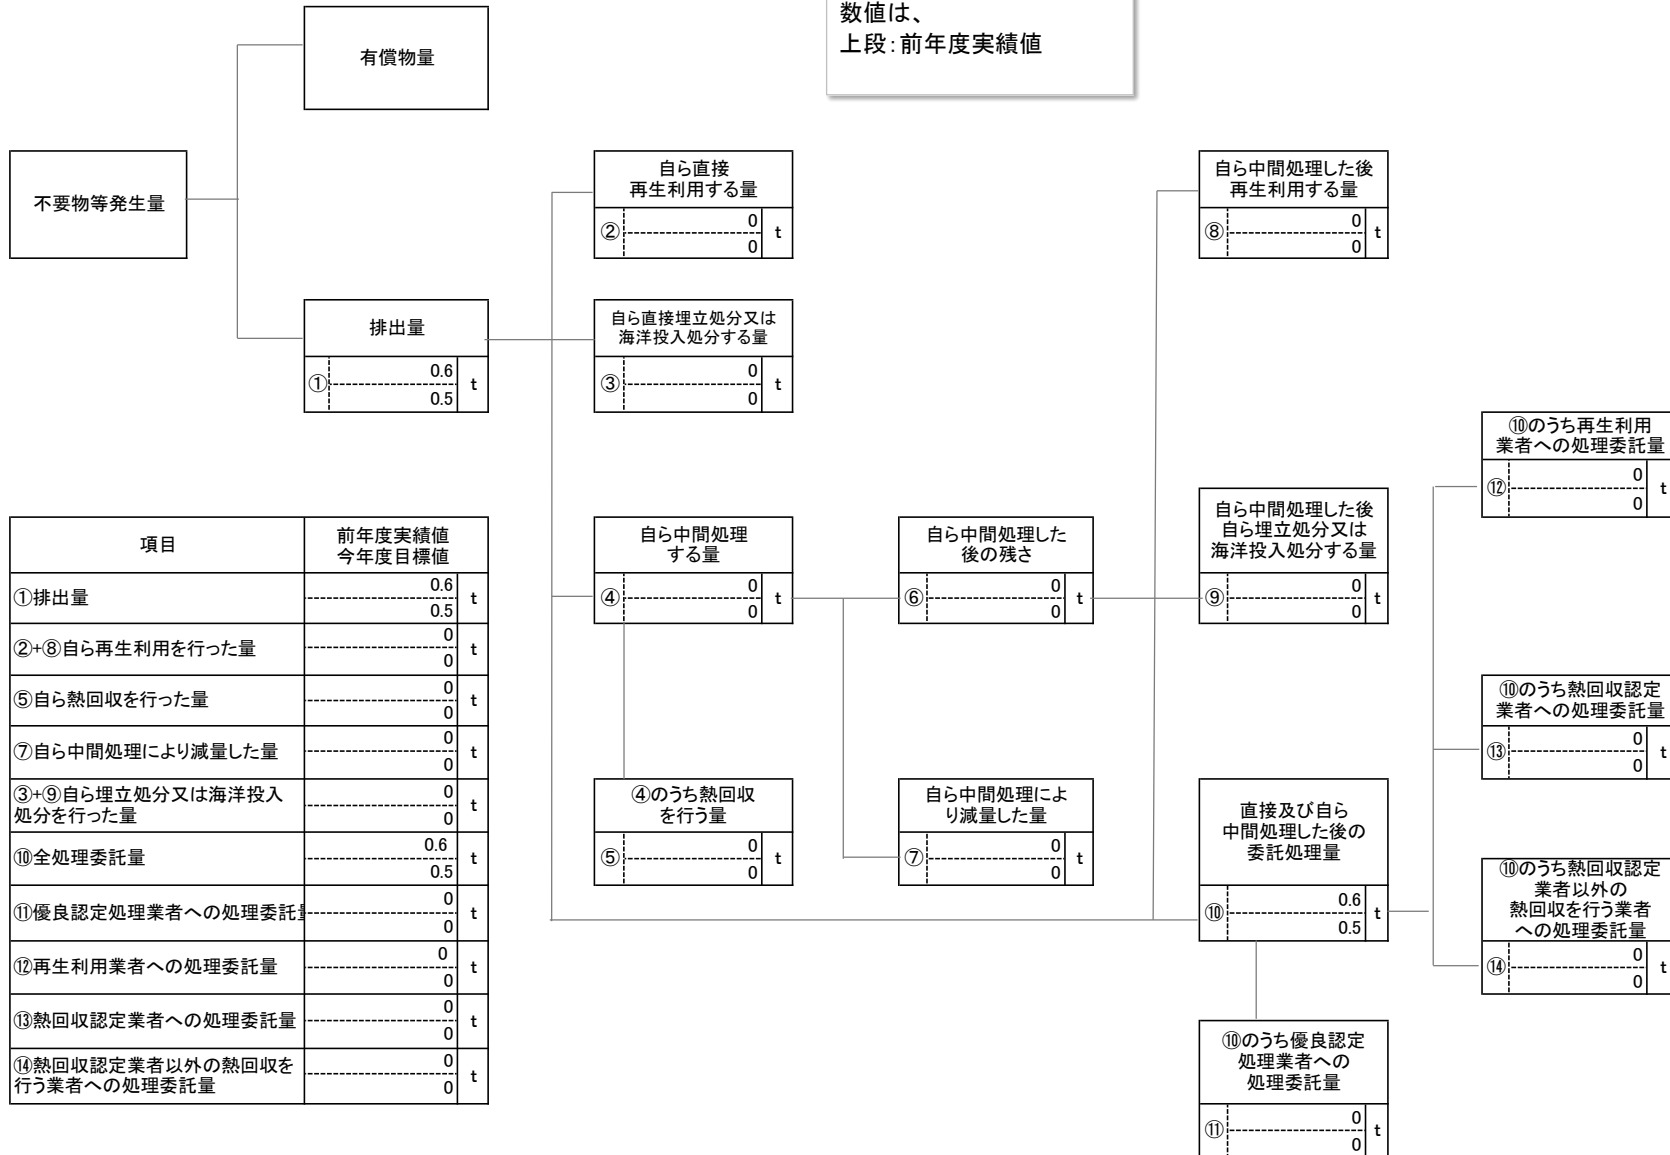 数値は、
上段：前年度実績値
有償物量
不要物等発生量
排出量
① 0.6 t
0.5
自ら直接
再生利用する量
② 0 t
0
自ら直接埋立処分又は
海洋投入処分する量
③ 0 t
0
自ら中間処理した後
再生利用する量
⑧ 0 t
0
⑩のうち再生利用
業者への処理委託量
⑫ 0 t
0
自ら中間処理
する量
④ 0 t
0
自ら中間処理した
後の残さ
⑥ 0 t
0
自ら中間処理した後
自ら埋立処分又は
海洋投入処分する量
⑨ 0 t
0
⑩のうち熱回収認定
業者への処理委託量
⑬ 0 t
0
④のうち熱回収
を行う量
⑤ 0 t
0
自ら中間処理によ
り減量した量
⑦ 0 t
0
直接及び自ら
中間処理した後の
委託処理量
⑩ 0.6 t
0.5
⑩のうち熱回収認定
業者以外の
熱回収を行う業者
への処理委託量
⑭ 0 t
0
⑩のうち優良認定
処理業者への
処理委託量
⑪ 0 t
0
項目 前年度実績値
今年度目標値
①排出量 0.6 t
0.5
②+⑧自ら再生利用を行った量 0 t
0
⑤自ら熱回収を行った量 0 t
0
⑦自ら中間処理により減量した量 0 t
0
③+⑨自ら埋立処分又は海洋投入
処分を行った量 0 t
0
⑩全処理委託量 0.6 t
0.5
⑪優良認定処理業者への処理委託 0 t
0
⑫再生利用業者への処理委託量 0 t
0
⑬熱回収認定業者への処理委託量 0 t
0
⑭熱回収認定業者以外の熱回収を
行う業者への処理委託量 0 t
0